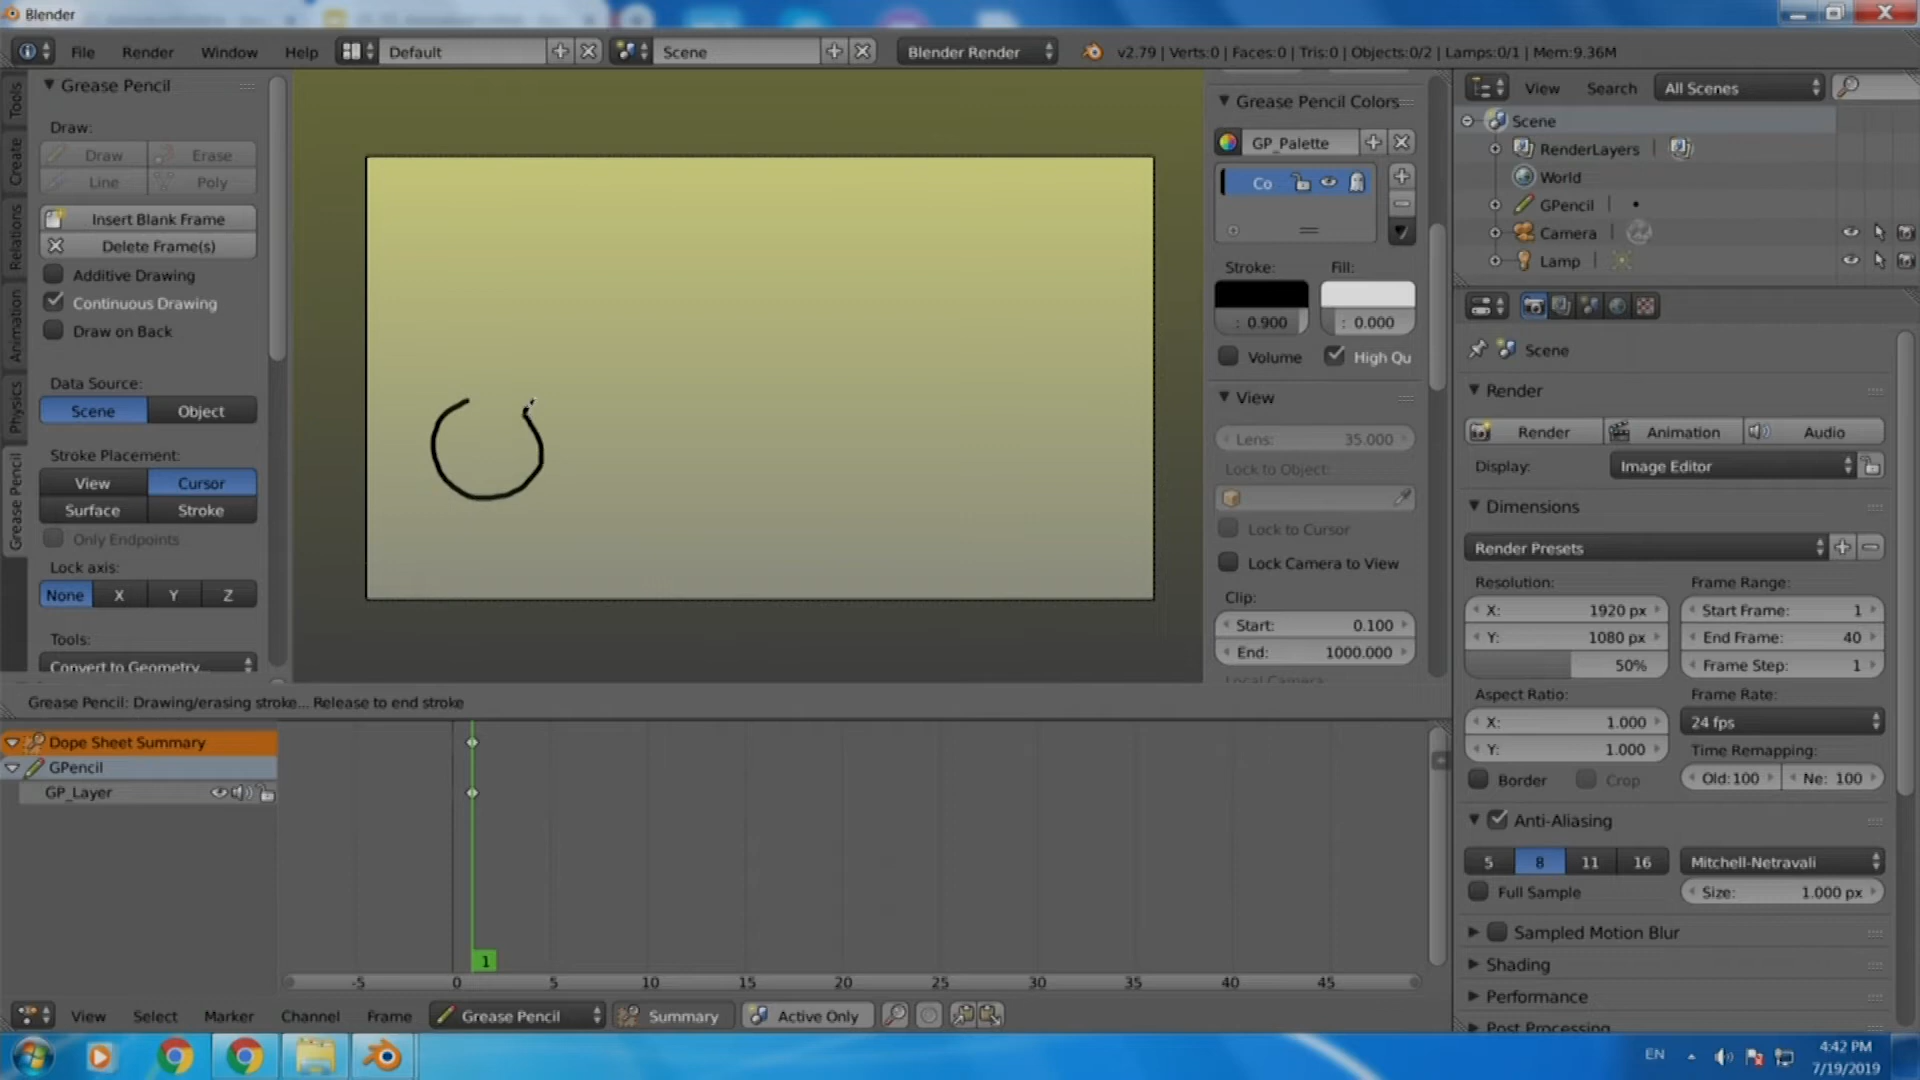 Blender
File Render Window Help Default Scene Blender Render v2.79 | Verts:0 | Faces:0 | Tris:0 | Objects:0/2 | Lamps:0/1 | Mem:9.36M
Tools
Create
Relations
Animation
Physics
Grease Pencil
Grease Pencil
Draw:
Draw Erase
Line Poly
Insert Blank Frame
Delete Frame(s)
Additive Drawing
Continuous Drawing
Draw on Back
Data Source:
Scene Object
Stroke Placement:
View Cursor
Surface Stroke
Only Endpoints
Lock axis:
None X Y Z
Tools:
Convert to Geometry...
Grease Pencil Colors
GP_Palette
Co
Stroke: Fill:
: 0.900 : 0.000
Volume High Qu
View
Lens: 35.000
Lock to Object:
Lock to Cursor
Lock Camera to View
Clip:
Start: 0.100
End: 1000.000
Local Camera:
View Search All Scenes
Scene
RenderLayers
World
GPencil
Camera
Lamp
Scene
Render
Render Animation Audio
Display: Image Editor
Dimensions
Render Presets
Resolution: Frame Range:
X: 1920 px Start Frame: 1
Y: 1080 px End Frame: 40
50% Frame Step: 1
Aspect Ratio: Frame Rate:
X: 1.000 24 fps
Y: 1.000 Time Remapping:
Border Crop Old:100 Ne: 100
Anti-Aliasing
5 8 11 16 Mitchell-Netravali
Full Sample Size: 1.000 px
Sampled Motion Blur
Shading
Performance
Post Processing
Grease Pencil: Drawing/erasing stroke... Release to end stroke
Dope Sheet Summary
GPencil
GP_Layer
1
-5 0 5 10 15 20 25 30 35 40 45
View Select Marker Channel Frame Grease Pencil Summary Active Only
EN 4:42 PM
7/19/2019